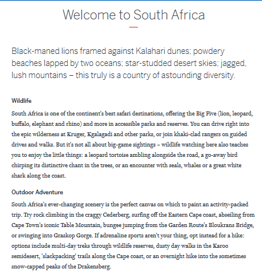 Welcome to South Africa
Black-maned lions framed against Kalahari dunes; powdery
beaches lapped by two oceans; star-studded desert skies; jagged,
lush mountains – this truly is a country of astounding diversity.
Wildlife
South Africa is one of the continent's best safari destinations, offering the Big Five (lion, leopard,
buffalo, elephant and rhino) and more in accessible parks and reserves. You can drive right into
the epic wilderness at Kruger, Kgalagadi and other parks, or join khaki-clad rangers on guided
drives and walks. But it's not all about big-game sightings – wildlife watching here also teaches
you to enjoy the little things: a leopard tortoise ambling alongside the road, a go-away bird
chirping its distinctive chant in the trees, or an encounter with seals, whales or a great white
shark along the coast.
Outdoor Adventure
South Africa's ever-changing scenery is the perfect canvas on which to paint an activity-packed
trip. Try rock climbing in the craggy Cederberg, surfing off the Eastern Cape coast, abseiling from
Cape Town's iconic Table Mountain, bungee jumping from the Garden Route's Bloukrans Bridge,
or swinging into Graskop Gorge. If adrenaline sports aren't your thing, opt instead for a hike:
options include multi-day treks through wildlife reserves, dusty day walks in the Karoo
semidesert, 'slackpacking' trails along the Cape coast, or an overnight hike into the sometimes
snow-capped peaks of the Drakensberg.